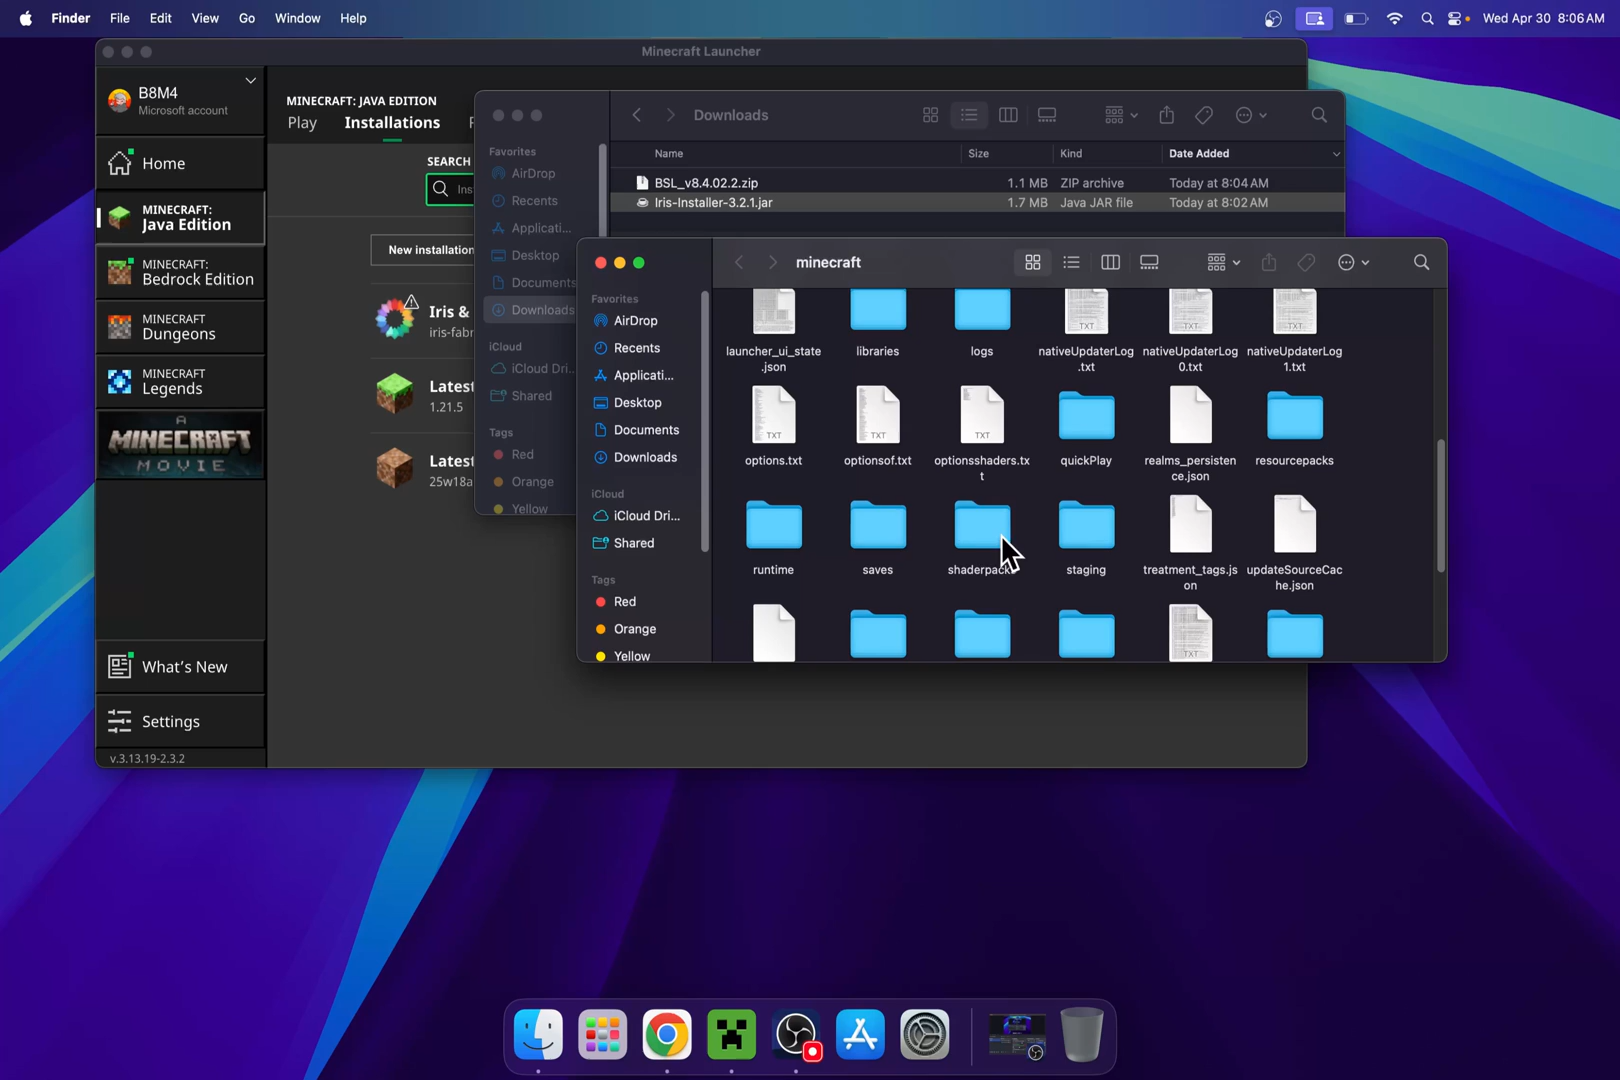 Finder File Edit View Go Window Help
Wed Apr 30 8:06 AM
Minecraft Launcher
B8M4
Microsoft account
Home
MINECRAFT:
Java Edition
MINECRAFT:
Bedrock Edition
MINECRAFT
Dungeons
MINECRAFT
Legends
A
MINECRAFT
MOVIE
What's New
Settings
v.3.13.19-2.3.2
MINECRAFT: JAVA EDITION
Play Installations
SEARCH
Ins
New installation
Iris &
iris-fabr
Latest
1.21.5
Latest
25w18a
Downloads
Favorites
AirDrop
Recents
Applicati...
Desktop
Documents
Downloads
iCloud
iCloud Dri...
Shared
Tags
Red
Orange
Yellow
Name Size Kind Date Added
BSL_v8.4.02.2.zip 1.1 MB ZIP archive Today at 8:04 AM
Iris-Installer-3.2.1.jar 1.7 MB Java JAR file Today at 8:02 AM
minecraft
Favorites
AirDrop
Recents
Applicati...
Desktop
Documents
Downloads
iCloud
iCloud Dri...
Shared
Tags
Red
Orange
Yellow
TXT TXT TXT
launcher_ui_state libraries logs nativeUpdaterLog nativeUpdaterLog nativeUpdaterLog
.json .txt 0.txt 1.txt
TXT TXT TXT
options.txt optionsof.txt optionsshaders.tx quickPlay realms_persisten resourcepacks
t ce.json
runtime saves shaderpacks staging treatment_tags.js updateSourceCac
on he.json
TXT